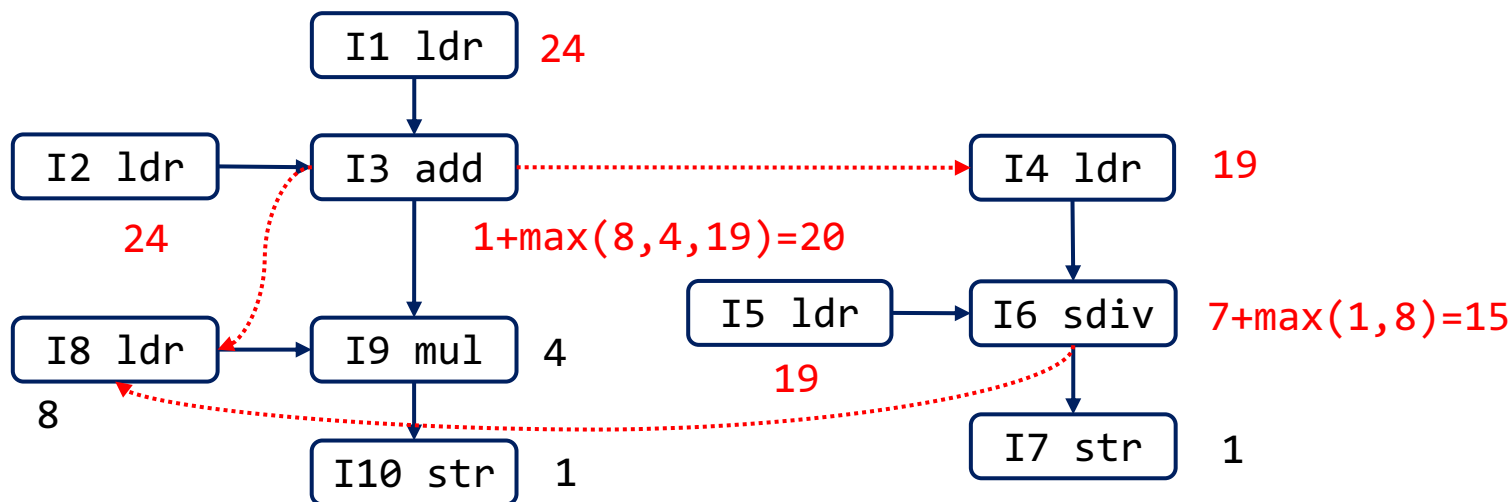 I1 ldr
24
I2 ldr
I3 add
I4 ldr
19
24
1+max(8,4,19)=20
I5 ldr
I6 sdiv
7+max(1,8)=15
I8 ldr
I9 mul
4
19
8
I10 str
1
I7 str
1